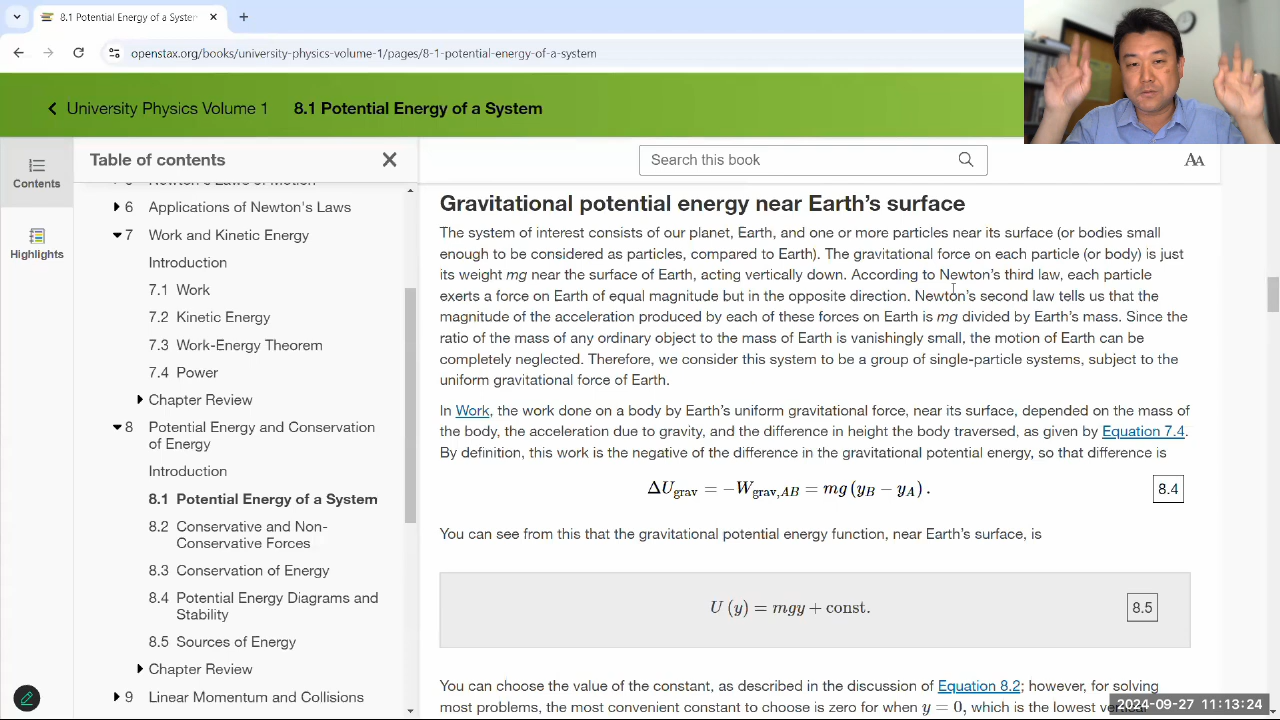 8.1 Potential Energy of a Syster
openstax.org/books/university-physics-volume-1/pages/8-1-potential-energy-of-a-system
University Physics Volume 1 8.1 Potential Energy of a System
Contents
Highlights
Table of contents
Search this book
AA
6 Applications of Newton's Laws
7 Work and Kinetic Energy
Introduction
7.1 Work
7.2 Kinetic Energy
7.3 Work-Energy Theorem
7.4 Power
Chapter Review
8 Potential Energy and Conservation
of Energy
Introduction
8.1 Potential Energy of a System
8.2 Conservative and Non-
Conservative Forces
8.3 Conservation of Energy
8.4 Potential Energy Diagrams and
Stability
8.5 Sources of Energy
Chapter Review
9 Linear Momentum and Collisions
Gravitational potential energy near Earth's surface
The system of interest consists of our planet, Earth, and one or more particles near its surface (or bodies small
enough to be considered as particles, compared to Earth). The gravitational force on each particle (or body) is just
its weight mg near the surface of Earth, acting vertically down. According to Newton's third law, each particle
exerts a force on Earth of equal magnitude but in the opposite direction. Newton's second law tells us that the
magnitude of the acceleration produced by each of these forces on Earth is mg divided by Earth's mass. Since the
ratio of the mass of any ordinary object to the mass of Earth is vanishingly small, the motion of Earth can be
completely neglected. Therefore, we consider this system to be a group of single-particle systems, subject to the
uniform gravitational force of Earth.
In Work, the work done on a body by Earth's uniform gravitational force, near its surface, depended on the mass of
the body, the acceleration due to gravity, and the difference in height the body traversed, as given by Equation 7.4.
By definition, this work is the negative of the difference in the gravitational potential energy, so that difference is
ΔU_grav = −W_grav,AB = mg (y_B − y_A) . 8.4
You can see from this that the gravitational potential energy function, near Earth's surface, is
U (y) = mgy + const. 8.5
You can choose the value of the constant, as described in the discussion of Equation 8.2; however, for solving
most problems, the most convenient constant to choose is zero for when y = 0, which is the lowest
2024-09-27 11:13:24